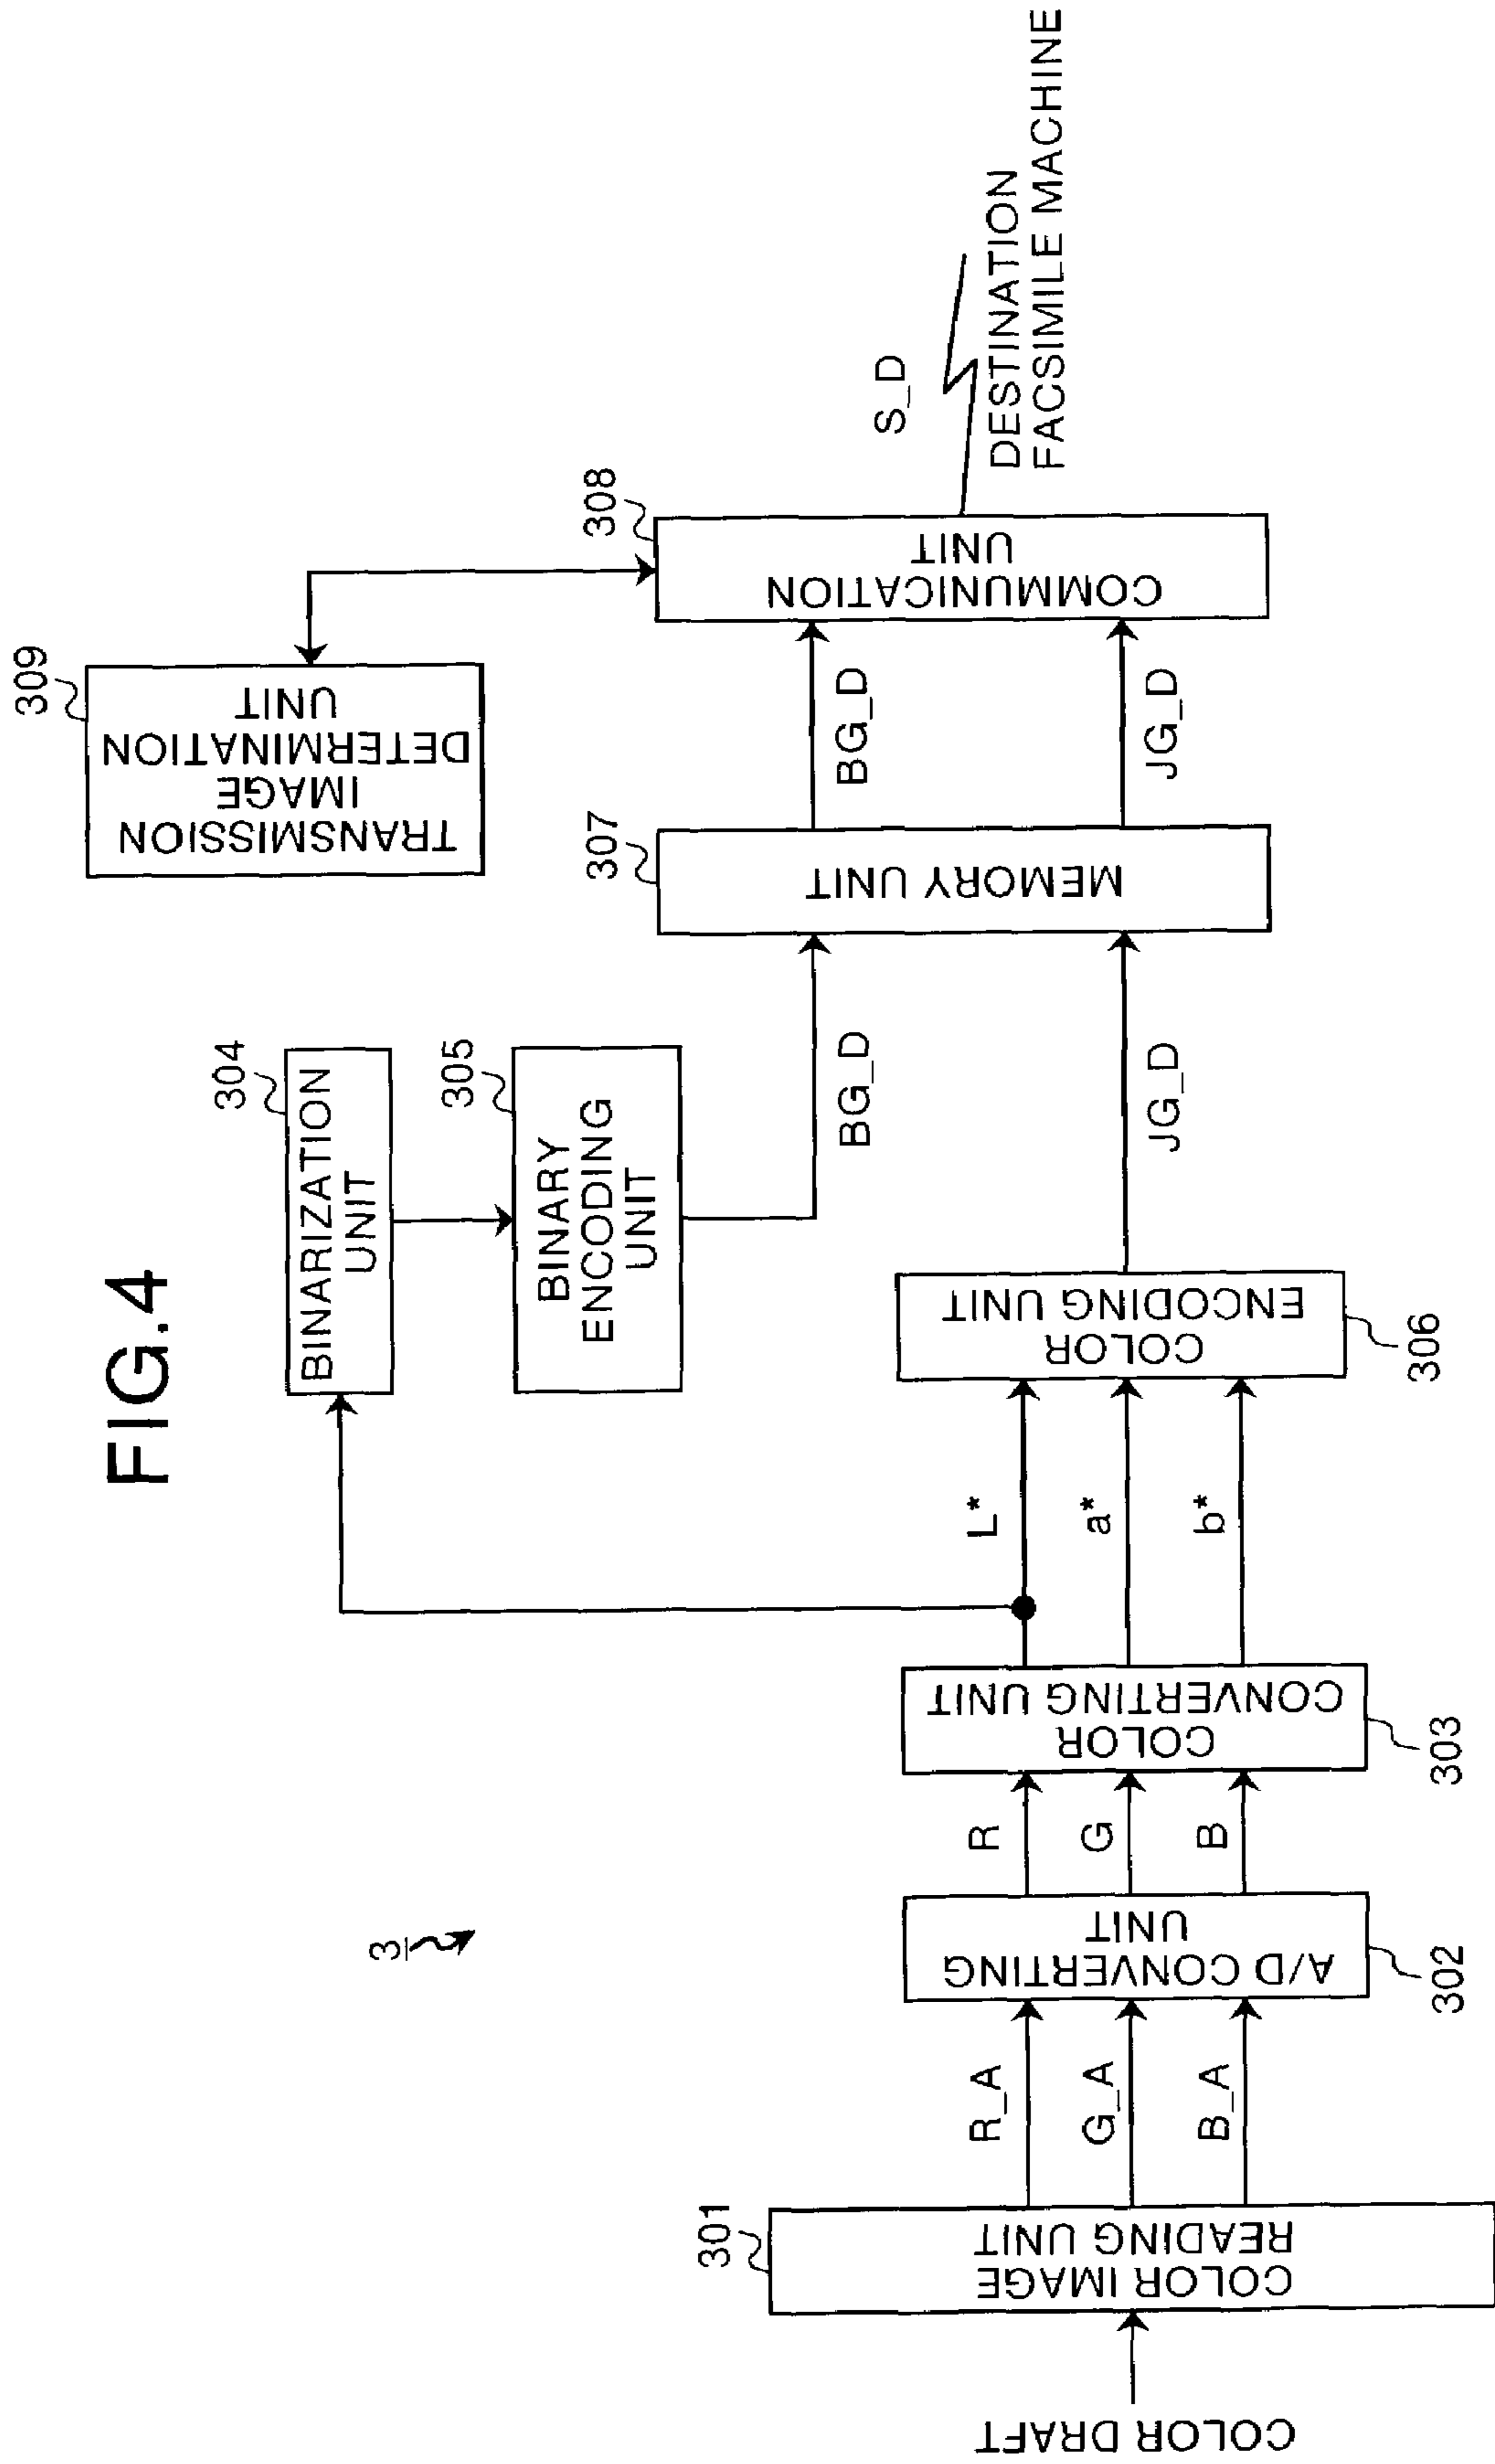 FIG.4
3
COLOR DRAFT
301
COLOR IMAGE
READING UNIT
R_A
G_A
B_A
302
A/D CONVERTING
UNIT
R
G
B
303
COLOR
CONVERTING UNIT
L*
a*
b*
304
BINARIZATION
UNIT
305
BINARY
ENCODING
UNIT
306
COLOR
ENCODING UNIT
BG_D
JG_D
307
MEMORY UNIT
BG_D
JG_D
309
TRANSMISSION
IMAGE
DETERMINATION
UNIT
308
COMMUNICATION
UNIT
S_D
DESTINATION
FACSIMILE MACHINE